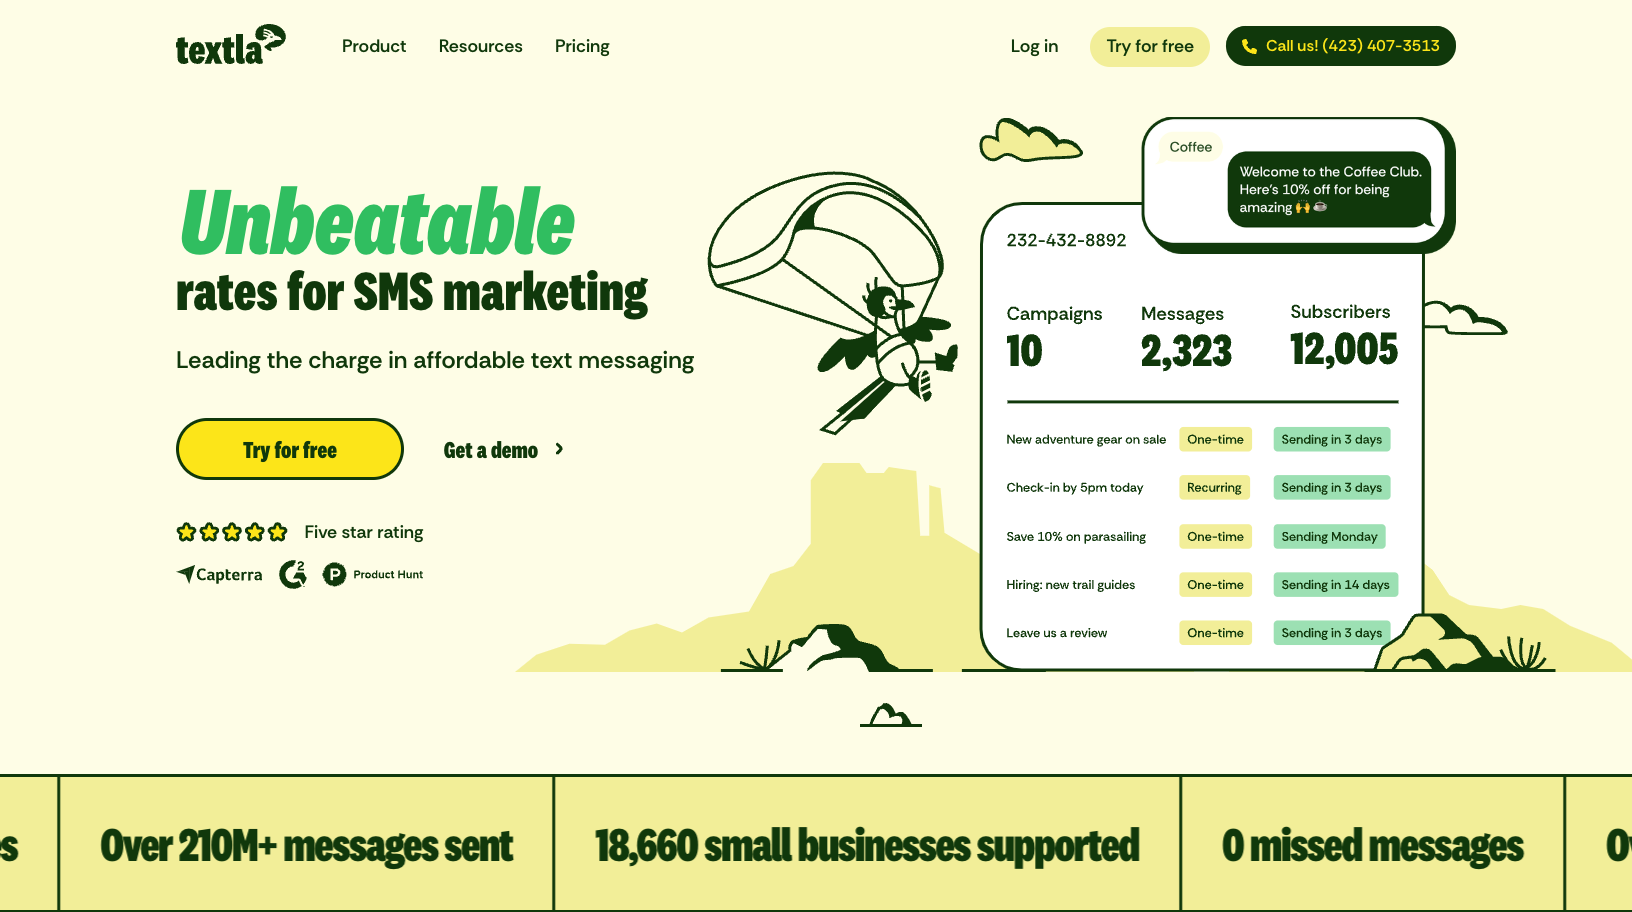 textla
Product
Resources
Pricing
Log in
Try for free
Call us! (423) 407-3513
Unbeatable
rates for SMS marketing
Leading the charge in affordable text messaging
Try for free
Get a demo
Five star rating
Capterra
G2
P Product Hunt
Coffee
Welcome to the Coffee Club.
Here's 10% off for being
amazing 🙌☕
232-432-8892
Campaigns
10
Messages
2,323
Subscribers
12,005
New adventure gear on sale One-time Sending in 3 days
Check-in by 5pm today Recurring Sending in 3 days
Save 10% on parasailing One-time Sending Monday
Hiring: new trail guides One-time Sending in 14 days
Leave us a review One-time Sending in 3 days
Over 210M+ messages sent
18,660 small businesses supported
0 missed messages